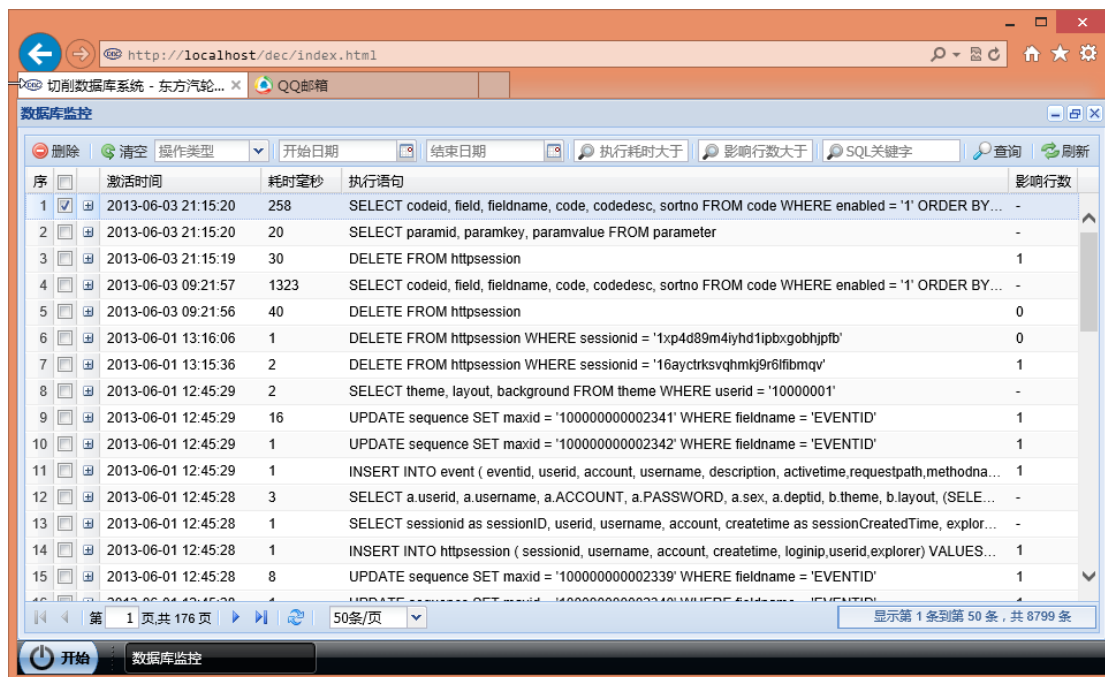 http://localhost/dec/index.html
切削数据库系统 - 东方汽轮... × QQ邮箱
数据库监控
删除 清空 操作类型 开始日期 结束日期 执行耗时大于 影响行数大于 SQL关键字 查询 刷新
序 激活时间 耗时毫秒 执行语句 影响行数
1 2013-06-03 21:15:20 258 SELECT codeid, field, fieldname, code, codedesc, sortno FROM code WHERE enabled = '1' ORDER BY... -
2 2013-06-03 21:15:20 20 SELECT paramid, paramkey, paramvalue FROM parameter -
3 2013-06-03 21:15:19 30 DELETE FROM httpsession 1
4 2013-06-03 09:21:57 1323 SELECT codeid, field, fieldname, code, codedesc, sortno FROM code WHERE enabled = '1' ORDER BY... -
5 2013-06-03 09:21:56 40 DELETE FROM httpsession 0
6 2013-06-01 13:16:06 1 DELETE FROM httpsession WHERE sessionid = '1xp4d89m4iyhd1ipbxgobhjpfb' 0
7 2013-06-01 13:15:36 2 DELETE FROM httpsession WHERE sessionid = '16ayctrksvqhmkj9r6lfibmqv' 1
8 2013-06-01 12:45:29 2 SELECT theme, layout, background FROM theme WHERE userid = '10000001' -
9 2013-06-01 12:45:29 16 UPDATE sequence SET maxid = '100000000002341' WHERE fieldname = 'EVENTID' 1
10 2013-06-01 12:45:29 1 UPDATE sequence SET maxid = '100000000002342' WHERE fieldname = 'EVENTID' 1
11 2013-06-01 12:45:29 1 INSERT INTO event ( eventid, userid, account, username, description, activetime,requestpath,methodna... 1
12 2013-06-01 12:45:28 3 SELECT a.userid, a.username, a.ACCOUNT, a.PASSWORD, a.sex, a.deptid, b.theme, b.layout, (SELE... -
13 2013-06-01 12:45:28 1 SELECT sessionid as sessionID, userid, username, account, createtime as sessionCreatedTime, explor... -
14 2013-06-01 12:45:28 1 INSERT INTO httpsession ( sessionid, username, account, createtime, loginip,userid,explorer) VALUES... 1
15 2013-06-01 12:45:28 8 UPDATE sequence SET maxid = '100000000002339' WHERE fieldname = 'EVENTID' 1
第 1 页,共 176 页 50条/页 显示第 1 条到第 50 条，共 8799 条
开始 数据库监控